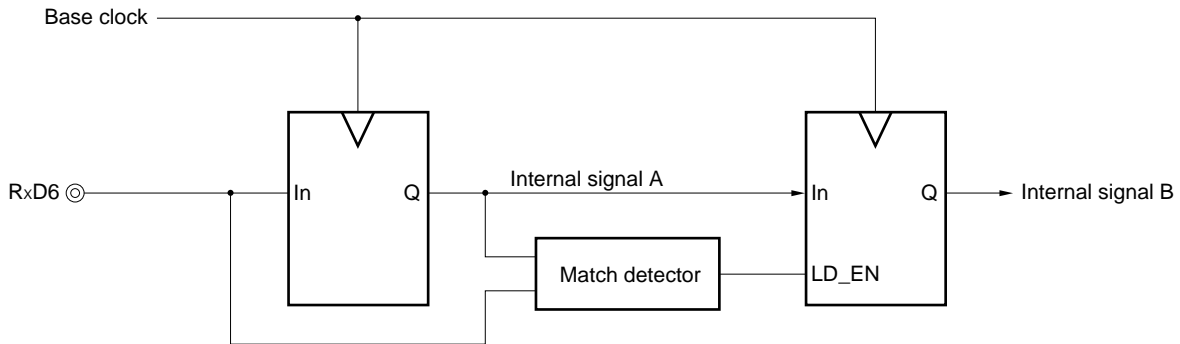 Base clock
RxD6
In
Q
Internal signal A
In
Q
Internal signal B
Match detector
LD_EN